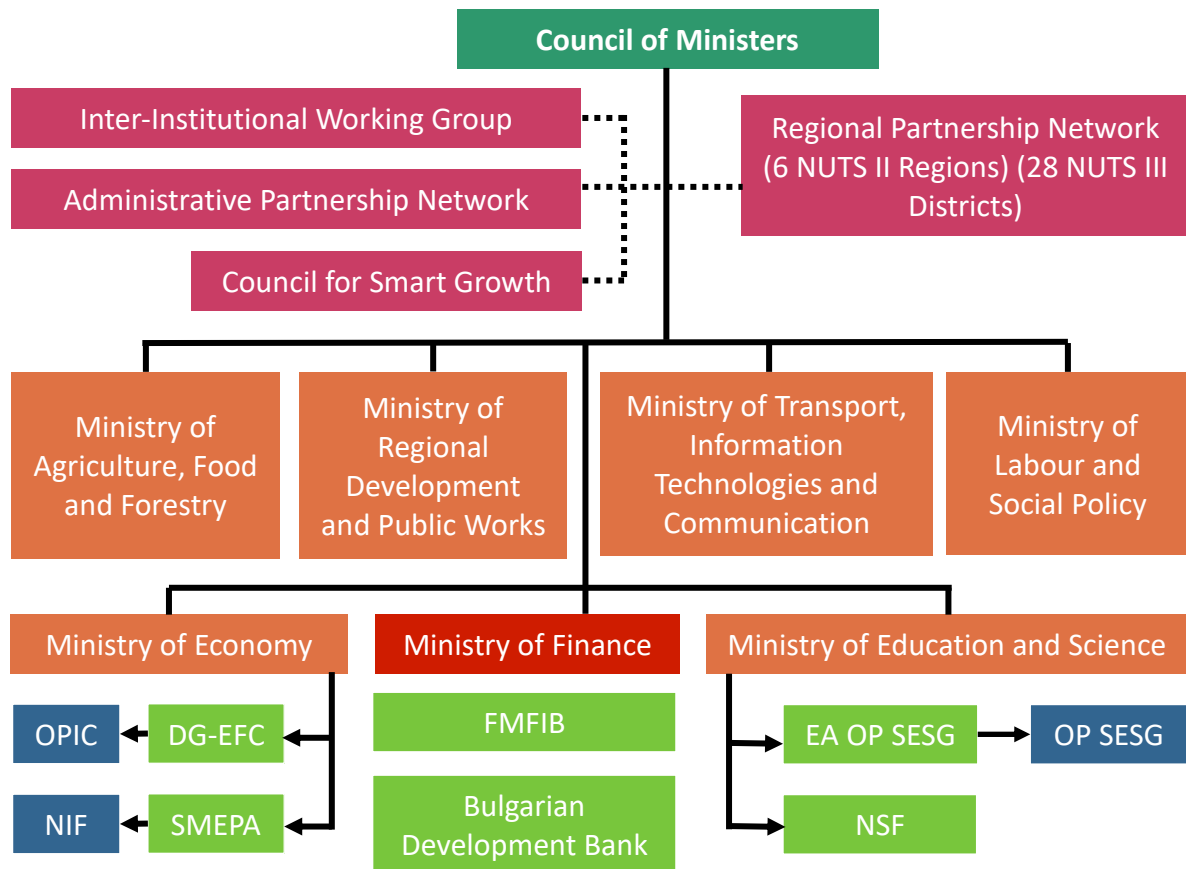 Council of Ministers
Inter-Institutional Working Group
Administrative Partnership Network
Council for Smart Growth
Regional Partnership Network
(6 NUTS II Regions) (28 NUTS III
Districts)
Ministry of
Agriculture, Food
and Forestry
Ministry of
Regional
Development
and Public Works
Ministry of Transport,
Information
Technologies and
Communication
Ministry of
Labour and
Social Policy
Ministry of Economy
Ministry of Finance
Ministry of Education and Science
OPIC
DG-EFC
NIF
SMEPA
FMFIB
Bulgarian
Development Bank
EA OP SESG
OP SESG
NSF